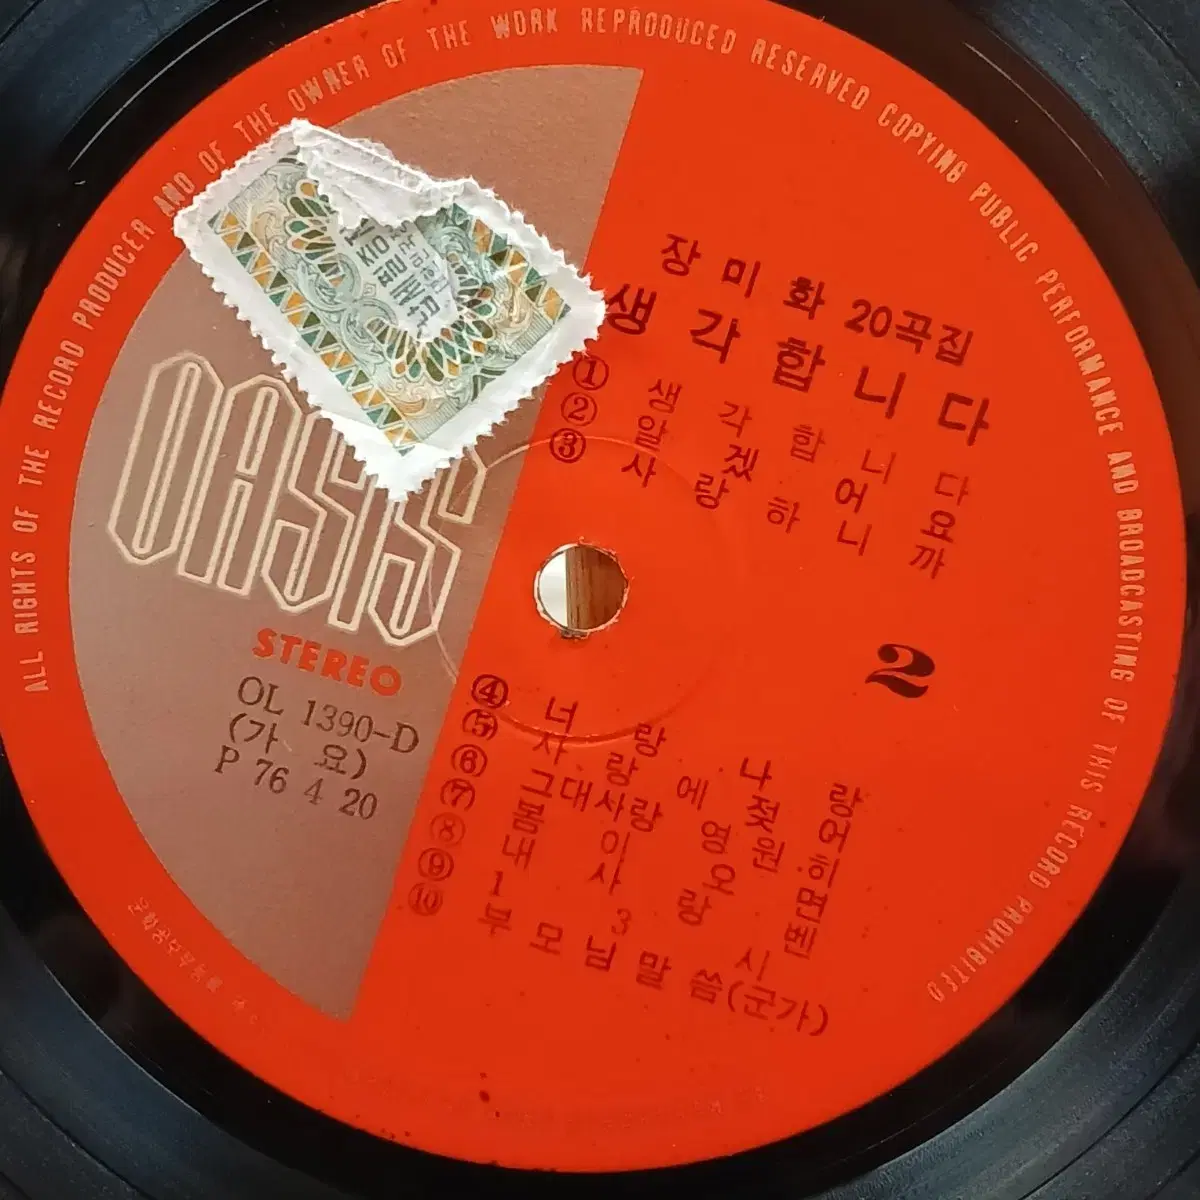 ALL RIGHTS OF THE RECORD PRODUCER AND OF THE OWNER OF THE WORK REPRODUCED RESERVED COPYING PUBLIC PERFORMANCE AND BROADCASTING OF THIS RECORD PROHIBITED
장미화 20곡집
생각합니다
① 생각합니다
② 알겠어요
③ 사랑하니까
OASIS
STEREO
OL 1390-D
(가요)
P 76 4 20
2
④ 너랑 나랑
⑤ 사랑에 젖어
⑥ 그대사랑 영원히
⑦ 봄이 오면
⑧ 내 사랑
⑨ 1 3 시
⑩ 부모님 말씀(군가)